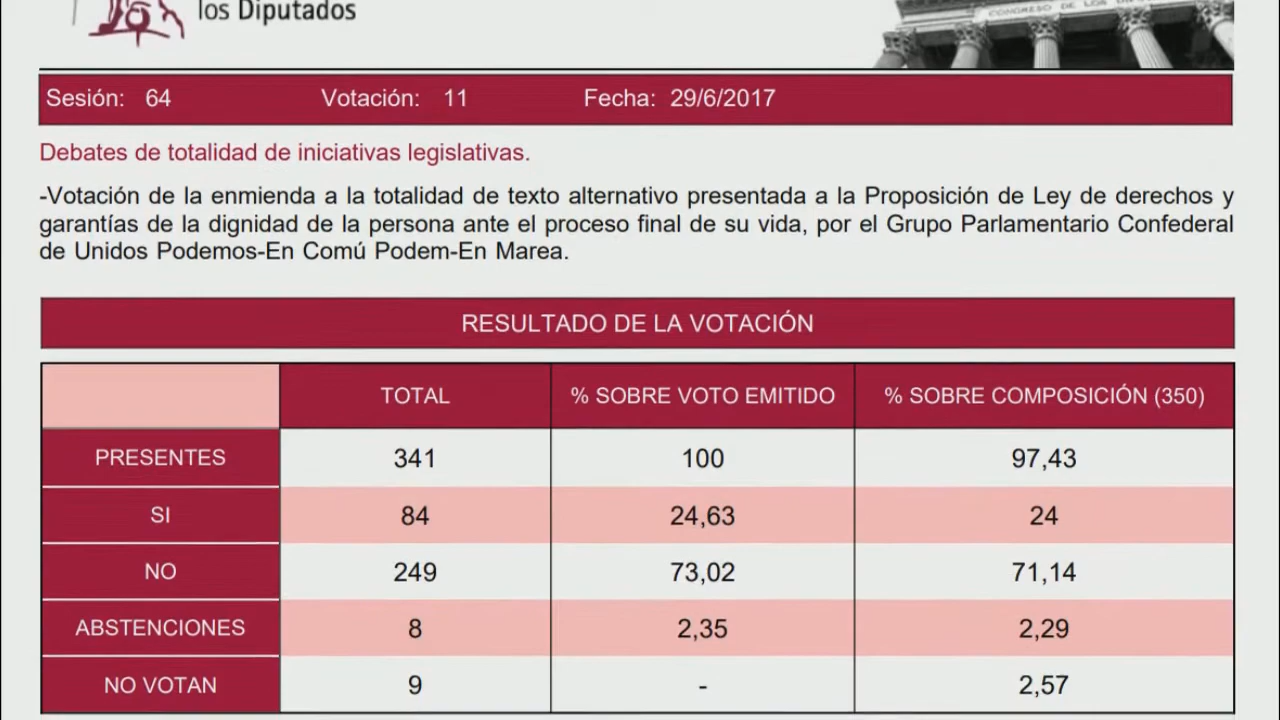 los Diputados
CONGRESO DE LOS
Sesión: 64 Votación: 11 Fecha: 29/6/2017
Debates de totalidad de iniciativas legislativas.
-Votación de la enmienda a la totalidad de texto alternativo presentada a la Proposición de Ley de derechos y
garantías de la dignidad de la persona ante el proceso final de su vida, por el Grupo Parlamentario Confederal
de Unidos Podemos-En Comú Podem-En Marea.
RESULTADO DE LA VOTACIÓN
TOTAL % SOBRE VOTO EMITIDO % SOBRE COMPOSICIÓN (350)
PRESENTES 341 100 97,43
SI 84 24,63 24
NO 249 73,02 71,14
ABSTENCIONES 8 2,35 2,29
NO VOTAN 9 - 2,57